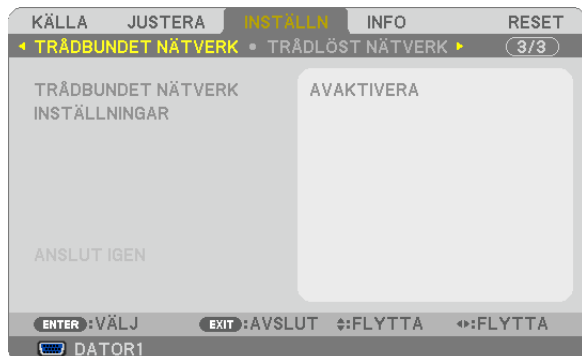 KÄLLA JUSTERA INSTÄLLN INFO RESET
TRÅDBUNDET NÄTVERK • TRÅDLÖST NÄTVERK 3/3
TRÅDBUNDET NÄTVERK AVAKTIVERA
INSTÄLLNINGAR
ANSLUT IGEN
ENTER :VÄLJ EXIT :AVSLUT :FLYTTA :FLYTTA
DATOR1